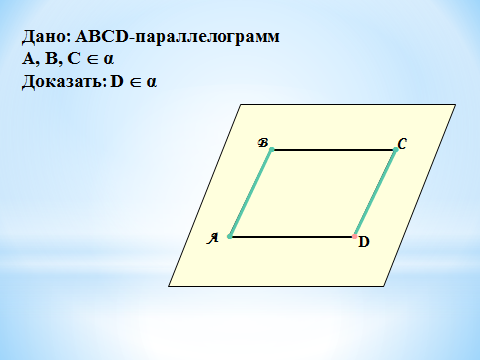 Дано: ABCD-параллелограмм
A, B, C ∈ α
Доказать: D ∈ α
B
C
A
D